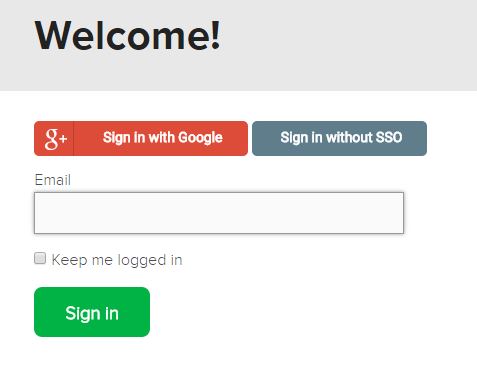 Welcome!
g+ Sign in with Google Sign in without SSO
Email
Keep me logged in
Sign in